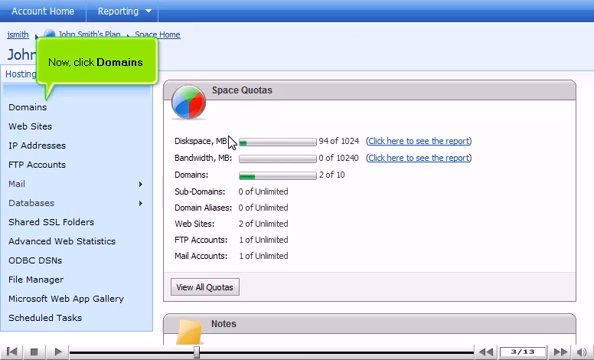 Account Home Reporting
jsmith John Smith's Plan Space Home
John
Now, click Domains
Hosting
Domains
Web Sites
IP Addresses
FTP Accounts
Mail
Databases
Shared SSL Folders
Advanced Web Statistics
ODBC DSNs
File Manager
Microsoft Web App Gallery
Scheduled Tasks
Space Quotas
Diskspace, MB: 94 of 1024 (Click here to see the report)
Bandwidth, MB: 0 of 10240 (Click here to see the report)
Domains: 2 of 10
Sub-Domains: 0 of Unlimited
Domain Aliases: 0 of Unlimited
Web Sites: 2 of Unlimited
FTP Accounts: 1 of Unlimited
Mail Accounts: 1 of Unlimited
View All Quotas
Notes
3/13